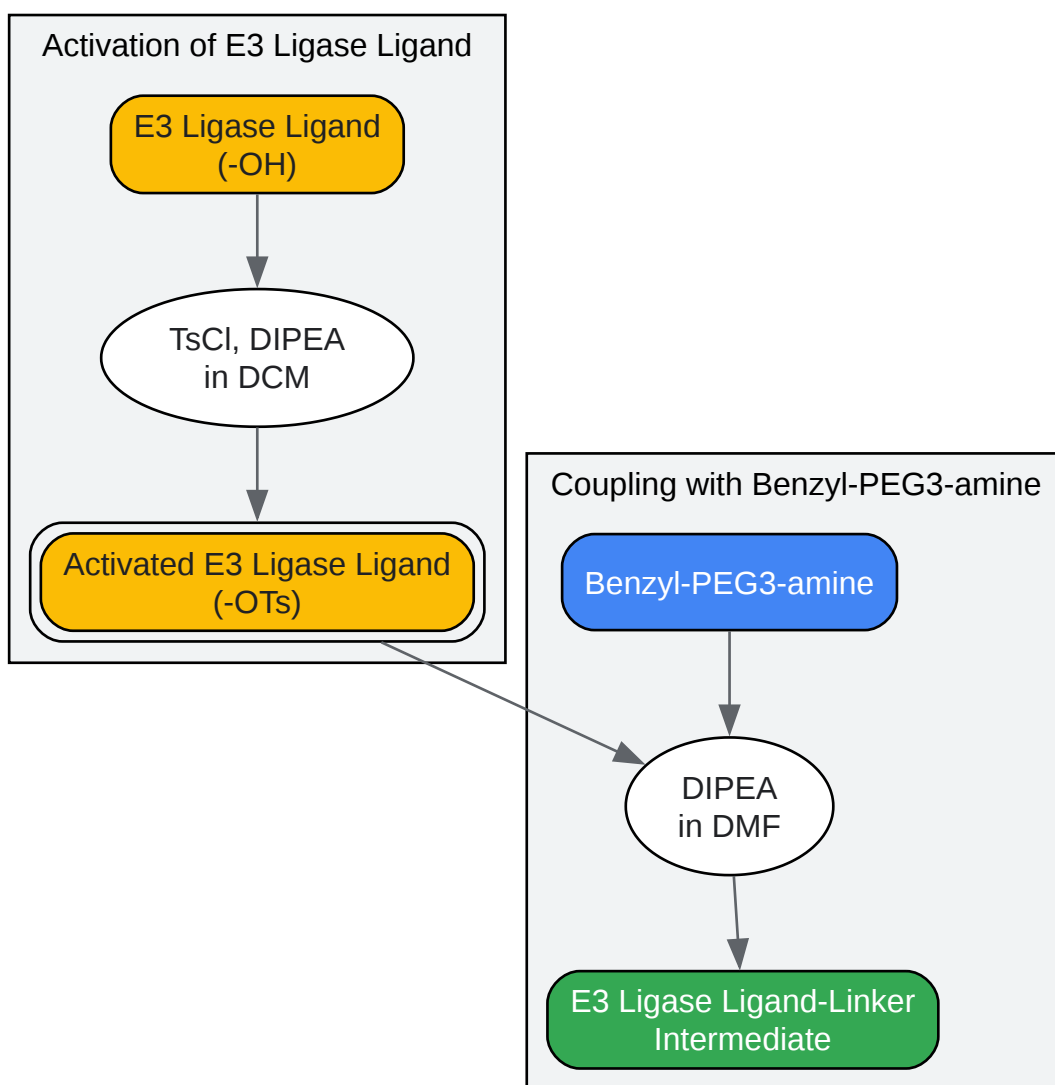 Activation of E3 Ligase Ligand
E3 Ligase Ligand
(-OH)
TsCl, DIPEA
in DCM
Activated E3 Ligase Ligand
(-OTs)
Coupling with Benzyl-PEG3-amine
Benzyl-PEG3-amine
DIPEA
in DMF
E3 Ligase Ligand-Linker
Intermediate